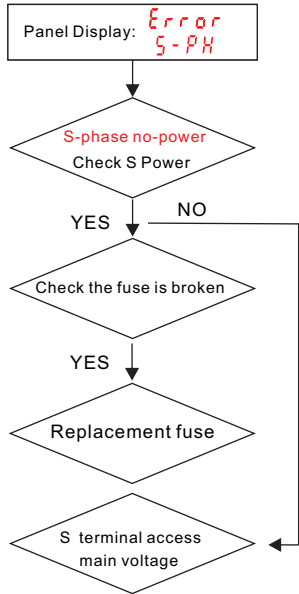 Panel Display: Error
S-PH
S-phase no-power
Check S Power
YES NO
Check the fuse is broken
YES
Replacement fuse
S terminal access
main voltage